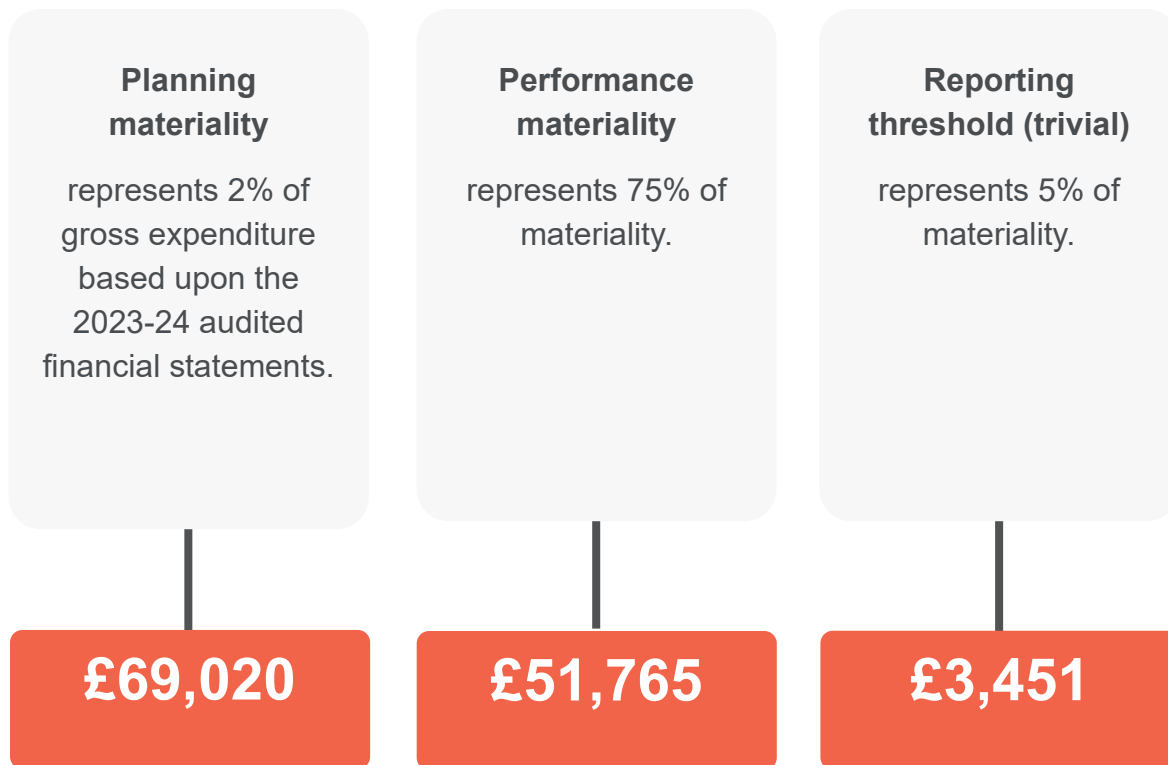 Planning
materiality
represents 2% of
gross expenditure
based upon the
2023-24 audited
financial statements.
£69,020
Performance
materiality
represents 75% of
materiality.
£51,765
Reporting
threshold (trivial)
represents 5% of
materiality.
£3,451